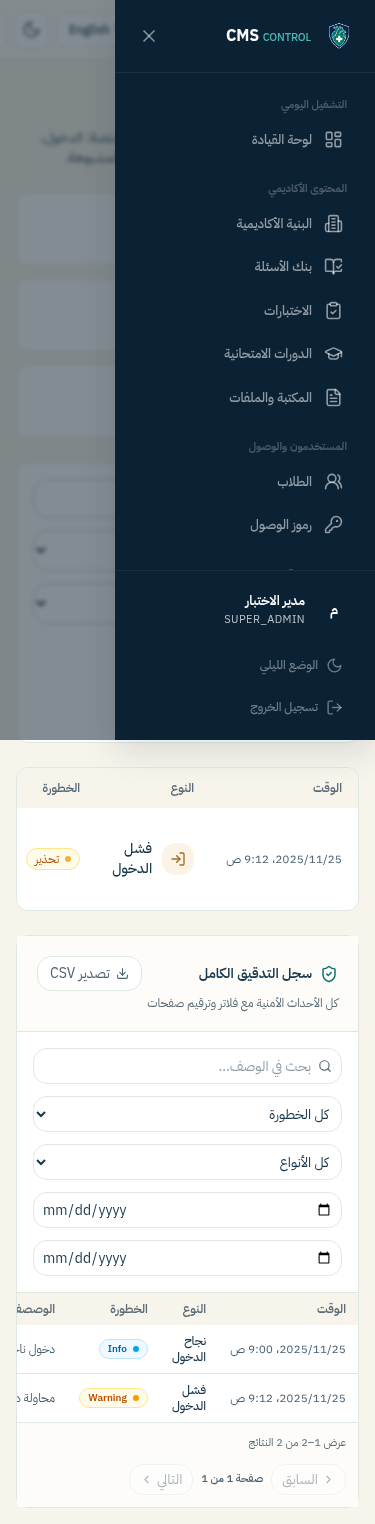 CMS CONTROL
English
التشغيل اليومي
لوحة القيادة
المحتوى الأكاديمي
البنية الأكاديمية
بنك الأسئلة
الاختبارات
الدورات الامتحانية
المكتبة والملفات
المستخدمون والوصول
الطلاب
رموز الوصول
م
مدير الاختبار
SUPER_ADMIN
الوضع الليلي
تسجيل الخروج
الوقت النوع الخطورة
2025/11/25، 9:12 ص فشل الدخول تحذير
سجل التدقيق الكامل
تصدير CSV
كل الأحداث الأمنية مع فلاتر وترقيم صفحات
بحث في الوصف...
كل الخطورة
كل الأنواع
mm/dd/yyyy
mm/dd/yyyy
الوقت النوع الخطورة الوصف
2025/11/25، 9:00 ص نجاح الدخول Info دخول
2025/11/25، 9:12 ص فشل الدخول Warning محاولة
عرض 1–2 من 2 النتائج
السابق صفحة 1 من 1 التالي